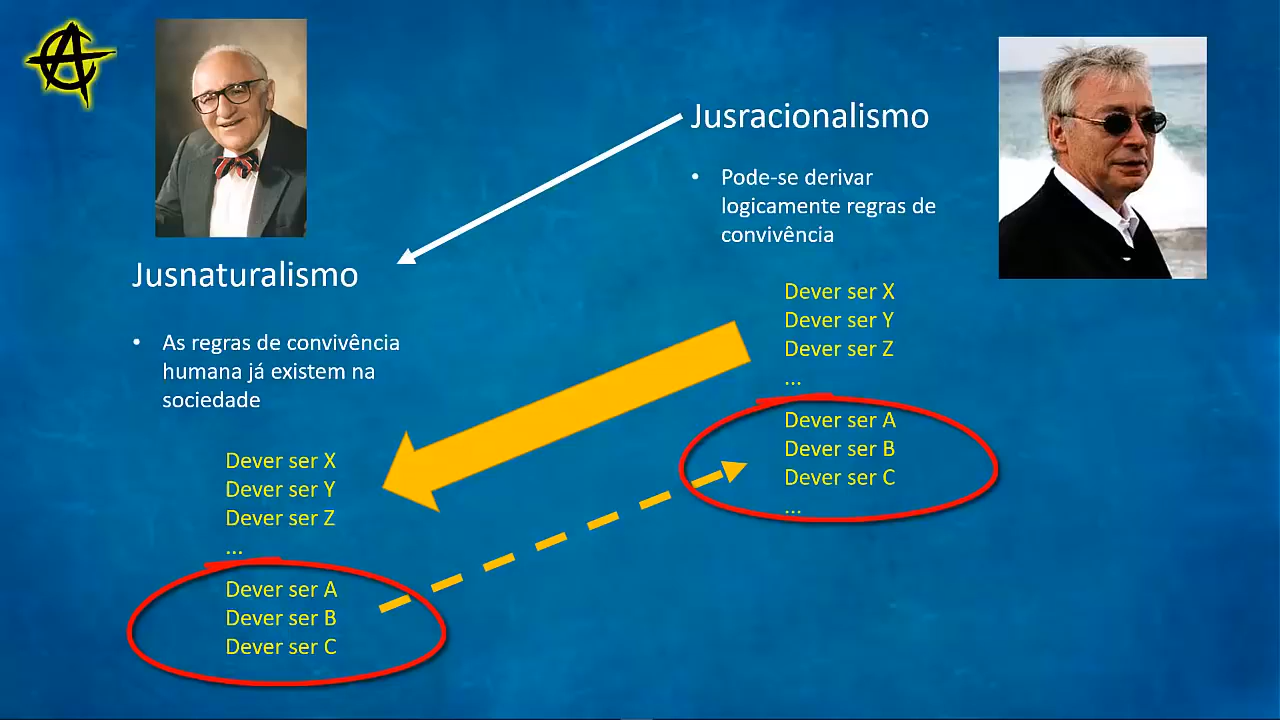 Jusnaturalismo
• As regras de convivência
humana já existem na
sociedade
Dever ser X
Dever ser Y
Dever ser Z
...
Dever ser A
Dever ser B
Dever ser C
Jusracionalismo
• Pode-se derivar
logicamente regras de
convivência
Dever ser X
Dever ser Y
Dever ser Z
...
Dever ser A
Dever ser B
Dever ser C
...